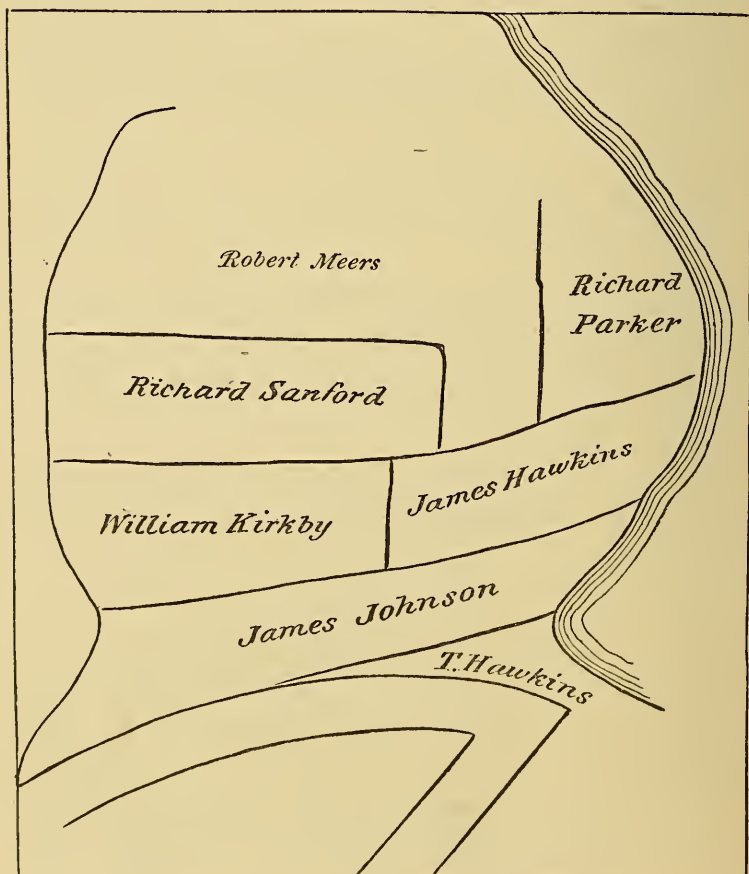 Robert Meers
Richard
Parker
Richard Sanford
James Hawkins
William Kirkby
James Johnson
T. Hawkins